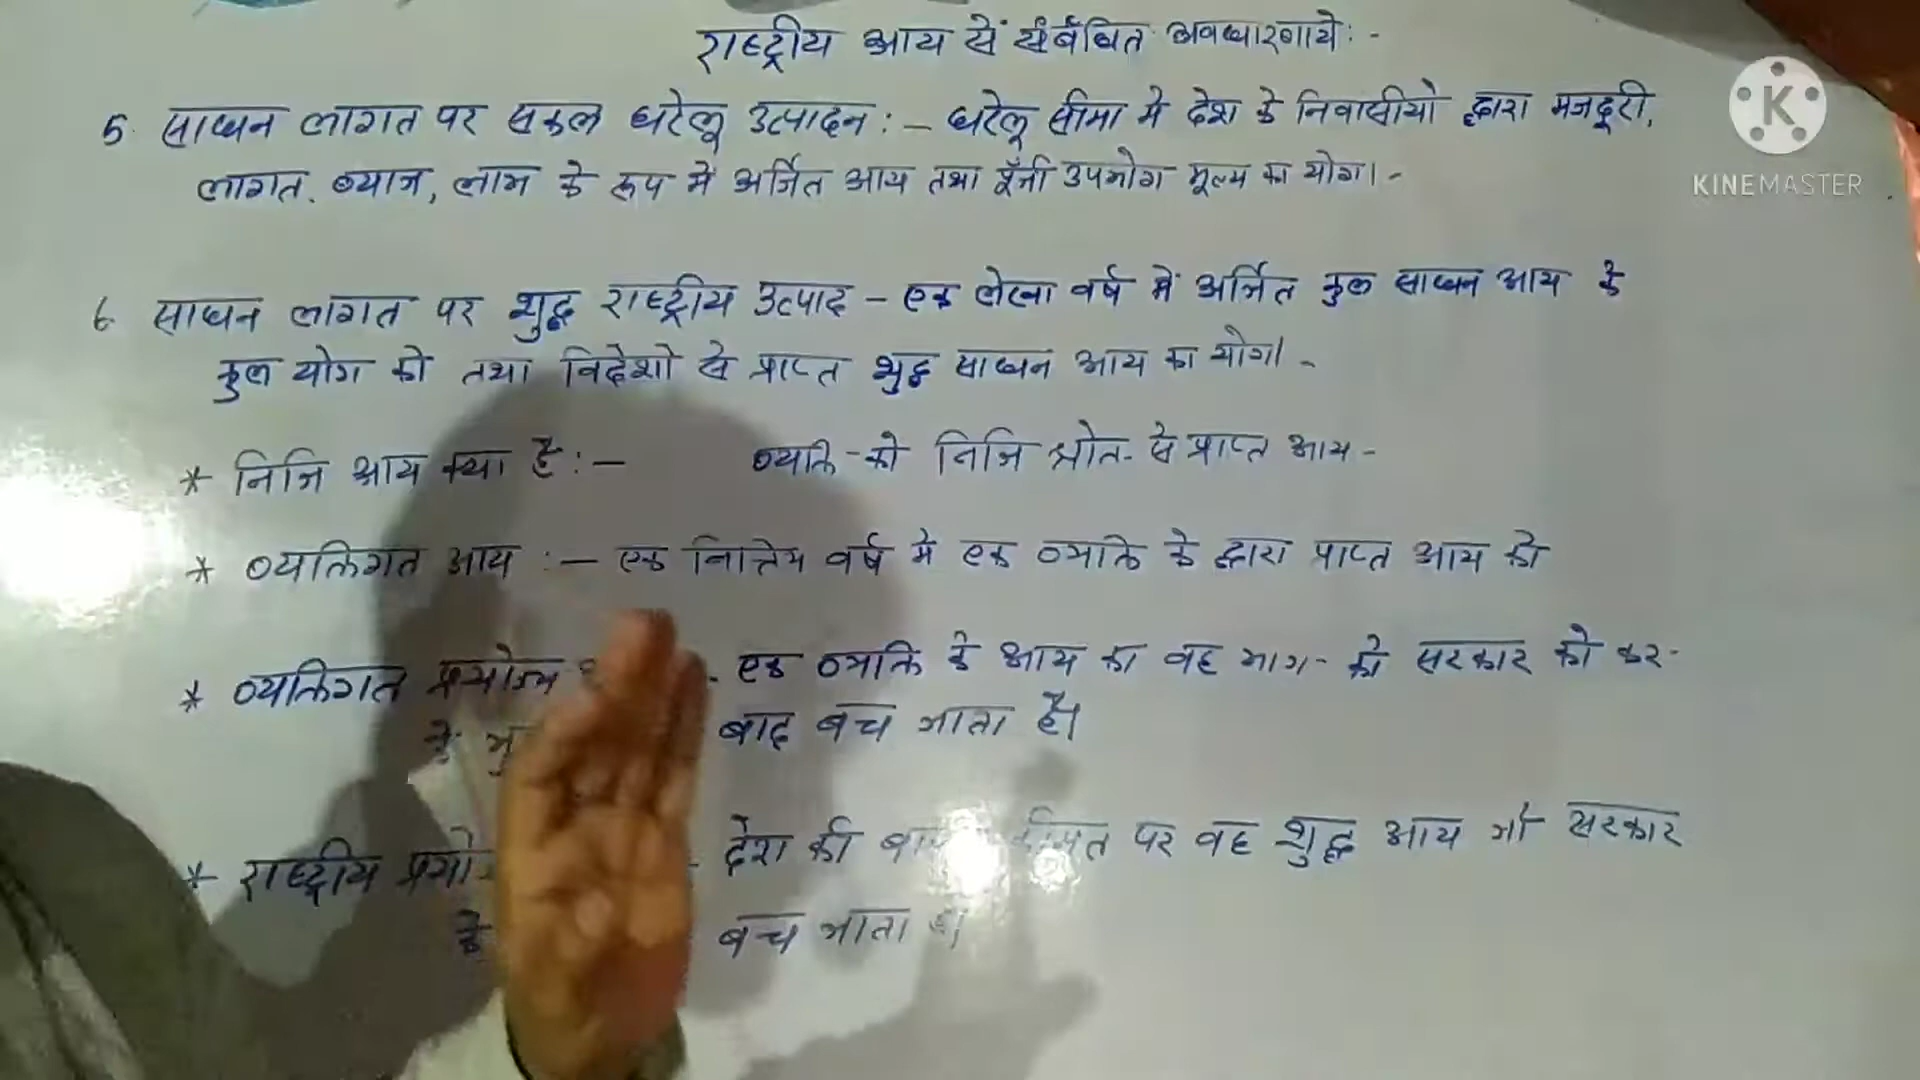 राष्ट्रीय आय सें संबंधित अवधारणाये:-
K
5. साधन लागत पर सकल घरेलू उत्पादन:- घरेलू सीमा मे देश के निवासीयो द्वारा मजदूरी,
KINEMASTER
लागत, ब्याज, लाभ के रूप में अर्जित आय तथा पूँजी उपभोग मूल्य का योग।-
6. साधन लागत पर शुद्ध राष्ट्रीय उत्पाद - एक लेखा वर्ष में अर्जित कुल साधन आय के
कुल योग को तथा विदेशो से प्राप्त शुद्ध साधन आय का योग। -
* निजि आय क्या है:- व्यक्ति-को निजि श्रोत-से प्राप्त आय-
* व्यक्तिगत आय :- एक वित्तिय वर्ष मे एक व्यक्ति के द्वारा प्राप्त आय को
* व्यक्तिगत प्रयोज्य एक व्यक्ति के आय का वह भाग- को सरकार को कर-
बाद बच जाता है।
* राष्ट्रीय देश की कीमत पर वह शुद्ध आय जो सरकार
के बच जाता है।